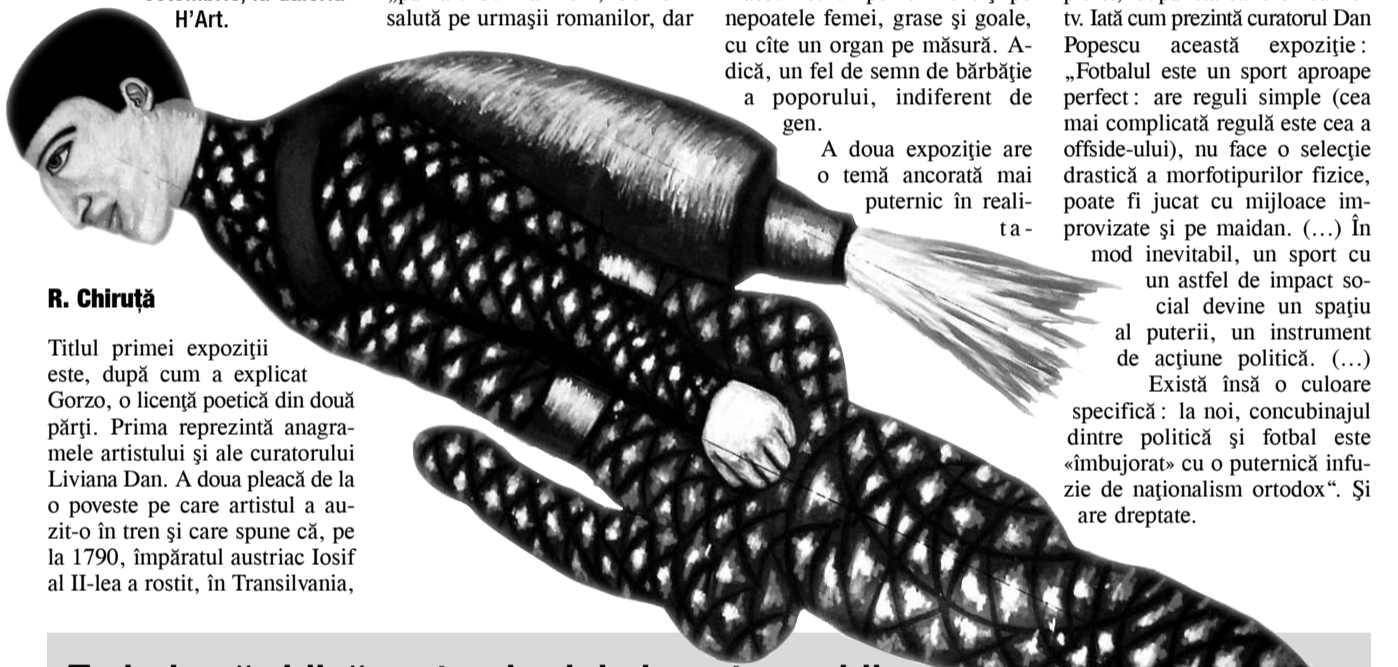 H'Art.
R. Chiruță
Titlul primei expoziţii
este, după cum a explicat
Gorzo, o licenţă poetică din două
părţi. Prima reprezintă anagra-
mele artistului şi ale curatorului
Liviana Dan. A doua pleacă de la
o poveste pe care artistul a au-
zit-o în tren şi care spune că, pe
la 1790, împăratul austriac Iosif
al II-lea a rostit, în Transilvania,
salută pe urmaşii romanilor, dar
nepoatele femei, grase şi goale,
cu cîte un organ pe măsură. A-
dică, un fel de semn de bărbăţie
a poporului, indiferent de
gen.
A doua expoziţie are
o temă ancorată mai
puternic în reali-
ta-
tv. Iată cum prezintă curatorul Dan
Popescu această expoziţie:
„Fotbalul este un sport aproape
perfect: are reguli simple (cea
mai complicată regulă este cea a
offside-ului), nu face o selecţie
drastică a morfotipurilor fizice,
poate fi jucat cu mijloace im-
provizate şi pe maidan. (…) În
mod inevitabil, un sport cu
un astfel de impact so-
cial devine un spaţiu
al puterii, un instrument
de acţiune politică. (…)
Există însă o culoare
specifică: la noi, concubinajul
dintre politică şi fotbal este
«îmbujorat» cu o puternică infu-
zie de naţionalism ortodox“. Şi
are dreptate.